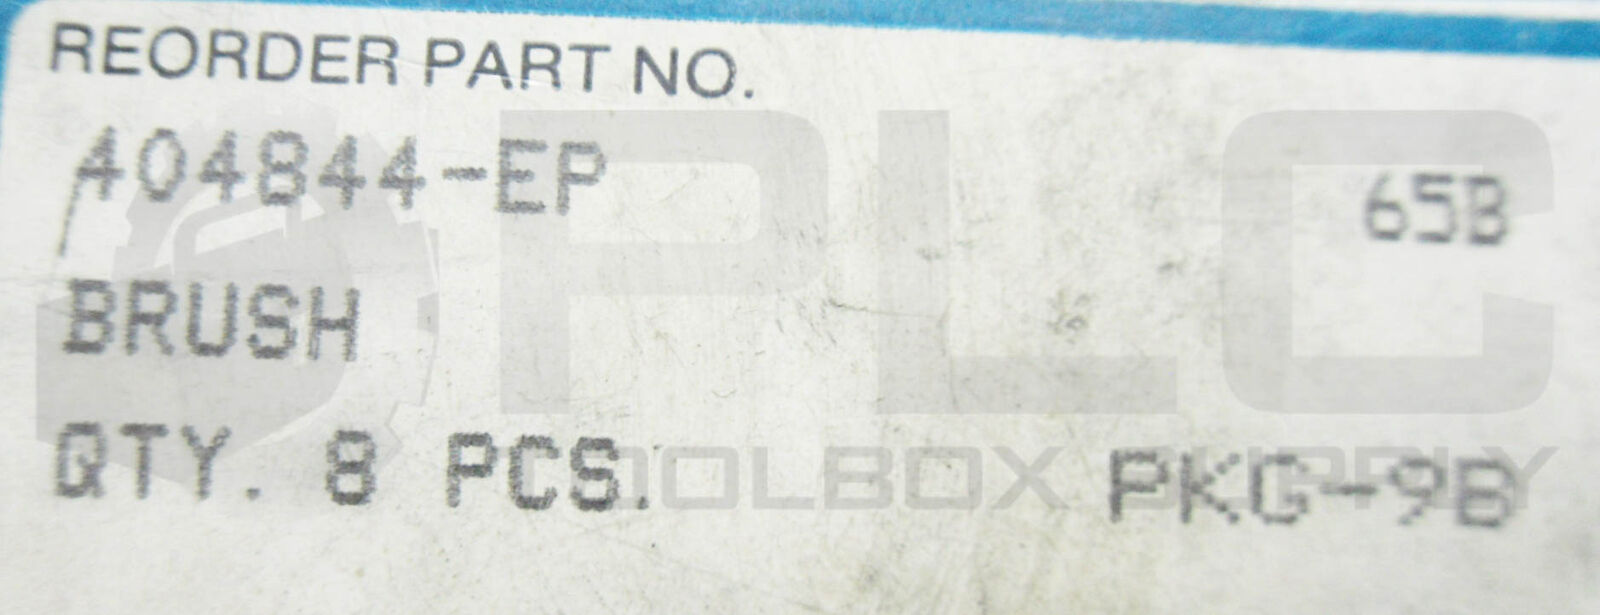 REORDER PART NO.
404844-EP 65B
BRUSH
QTY. 8 PCS. PKG-9B
PLC
TOOLBOX SUPPLY